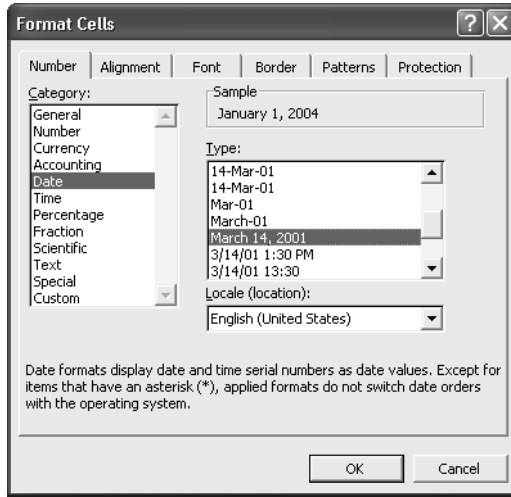 Format Cells
Number Alignment Font Border Patterns Protection
Category:
General
Number
Currency
Accounting
Date
Time
Percentage
Fraction
Scientific
Text
Special
Custom
Sample
January 1, 2004
Type:
14-Mar-01
14-Mar-01
Mar-01
March-01
March 14, 2001
3/14/01 1:30 PM
3/14/01 13:30
Locale (location):
English (United States)
Date formats display date and time serial numbers as date values. Except for
items that have an asterisk (*), applied formats do not switch date orders
with the operating system.
OK Cancel